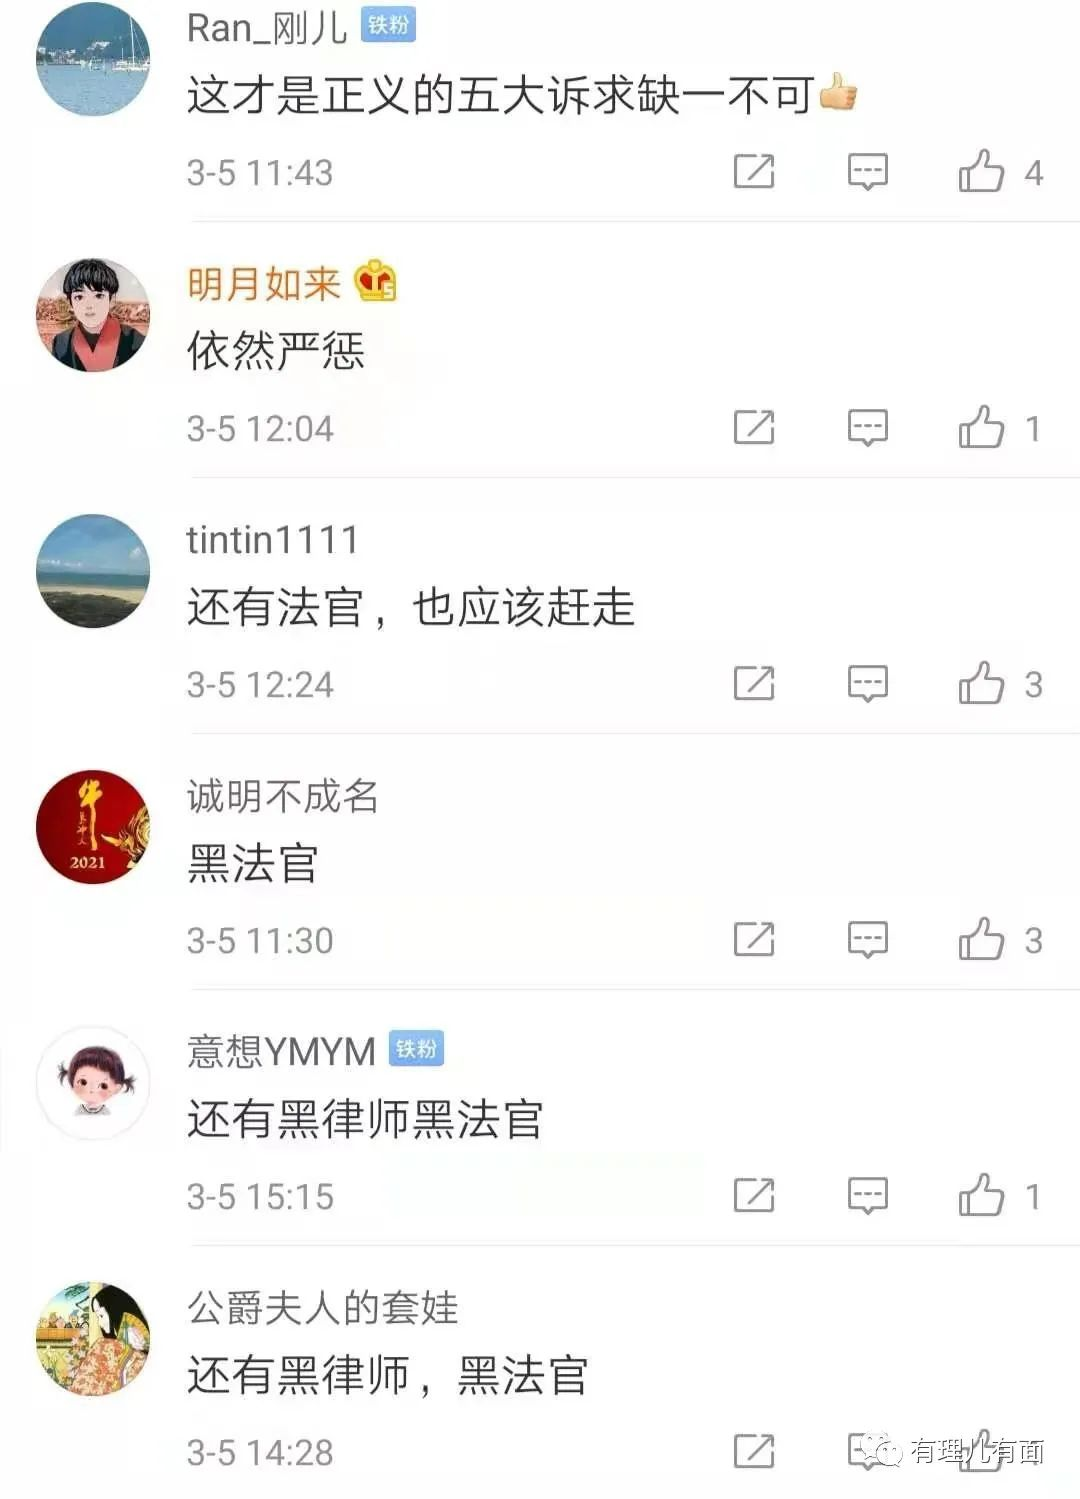 Ran_刚儿 铁粉
这才是正义的五大诉求缺一不可
3-5 11:43 4
明月如来 5
依然严惩
3-5 12:04 1
tintin1111
还有法官，也应该赶走
3-5 12:24 3
牛
2021
诚明不成名
黑法官
3-5 11:30 3
意想YMYM 铁粉
还有黑律师黑法官
3-5 15:15 1
公爵夫人的套娃
还有黑律师，黑法官
3-5 14:28
有理儿有面